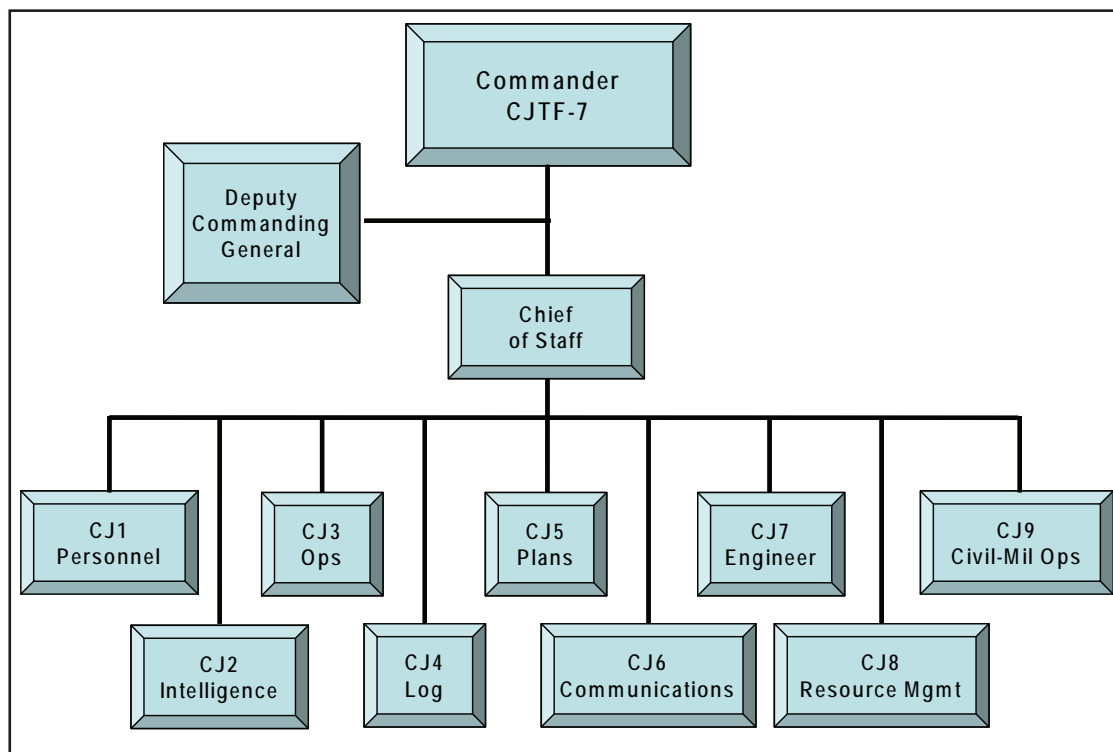 Commander
CJTF-7
Deputy
Commanding
General
Chief
of Staff
CJ1
Personnel
CJ3
Ops
CJ5
Plans
CJ7
Engineer
CJ9
Civil-Mil Ops
CJ2
Intelligence
CJ4
Log
CJ6
Communications
CJ8
Resource Mgmt